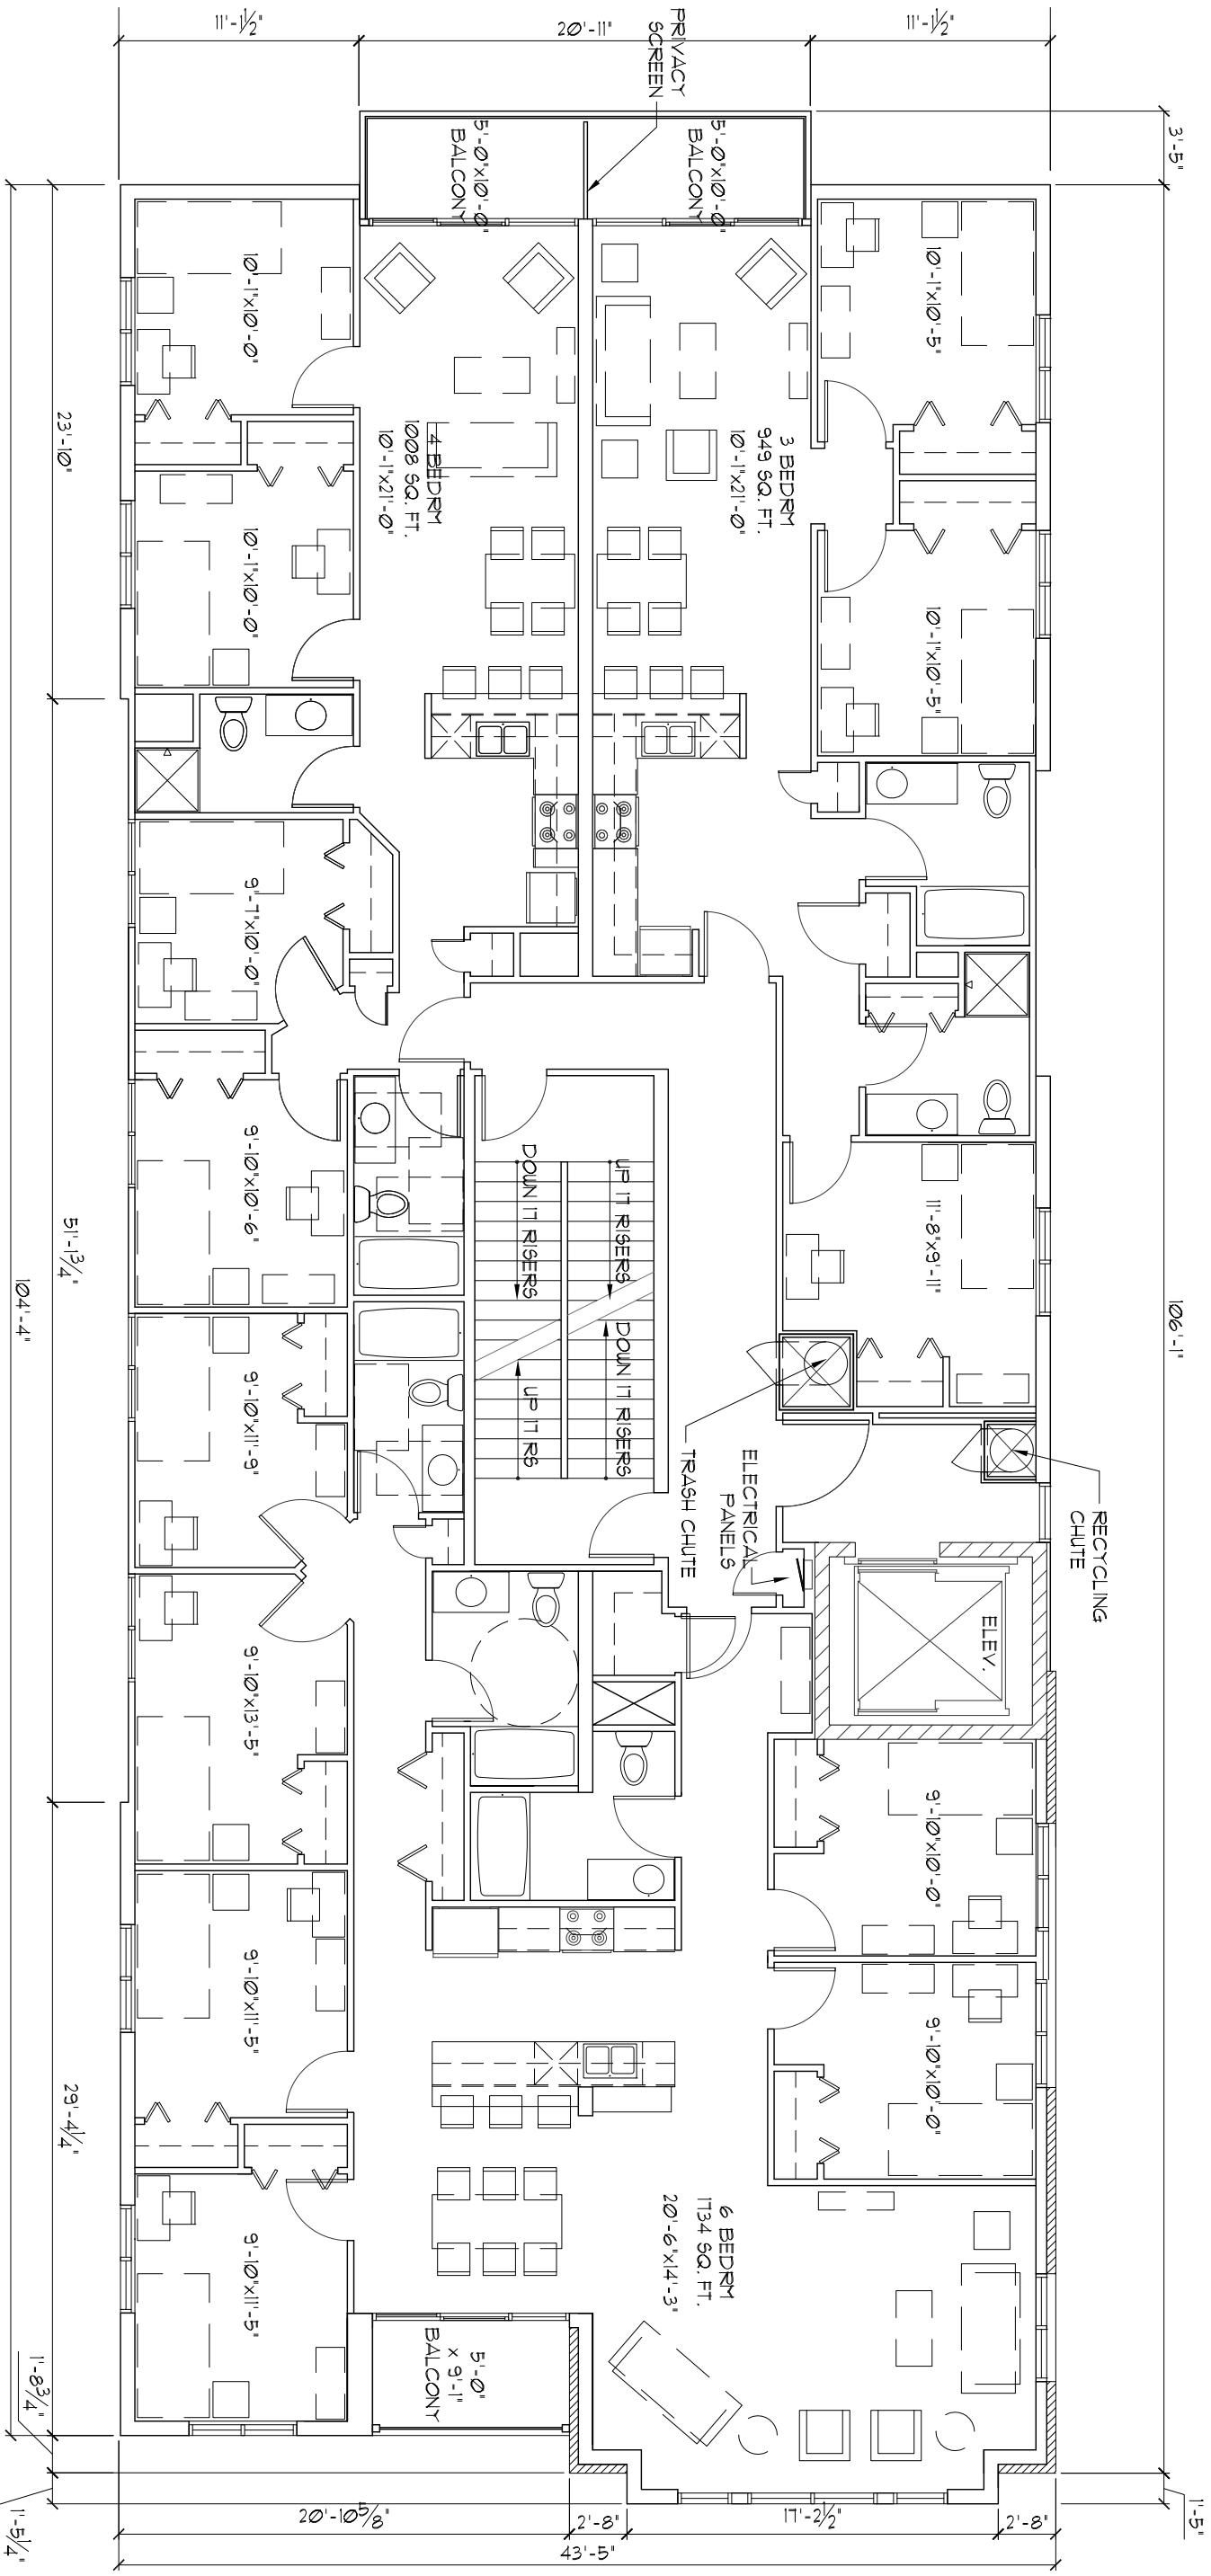 11'-1½"
20'-11"
11'-1½"
PRIVACY
SCREEN
3'-5"
5'-0"x10'-0"
BALCONY
5'-0"x10'-0"
BALCONY
10'-1"x10'-0"
10'-1"x10'-5"
23'-10"
4 BEDRM
1008 SQ. FT.
10'-1"x21'-0"
3 BEDRM
949 SQ. FT.
10'-1"x21'-0"
10'-1"x10'-0"
10'-1"x10'-5"
9'-7"x10'-0"
9'-10"x10'-6"
51'-1¾"
104'-4"
DOWN 17 RISERS
UP 17 RISERS
11'-8"x9'-11"
106'-1"
UP 17 RS
DOWN 17 RISERS
TRASH CHUTE
ELECTRICAL
PANELS
RECYCLING
CHUTE
9'-10"x11'-9"
ELEV.
9'-10"x13'-5"
9'-10"x10'-0"
9'-10"x11'-5"
9'-10"x10'-0"
29'-4¼"
6 BEDRM
1734 SQ. FT.
20'-6"x14'-3"
9'-10"x11'-5"
5'-0"
x 9'-1"
BALCONY
1'-8¾"
1'-5¼"
20'-10⅝"
2'-8"
17'-2½"
2'-8"
1'-5"
43'-5"